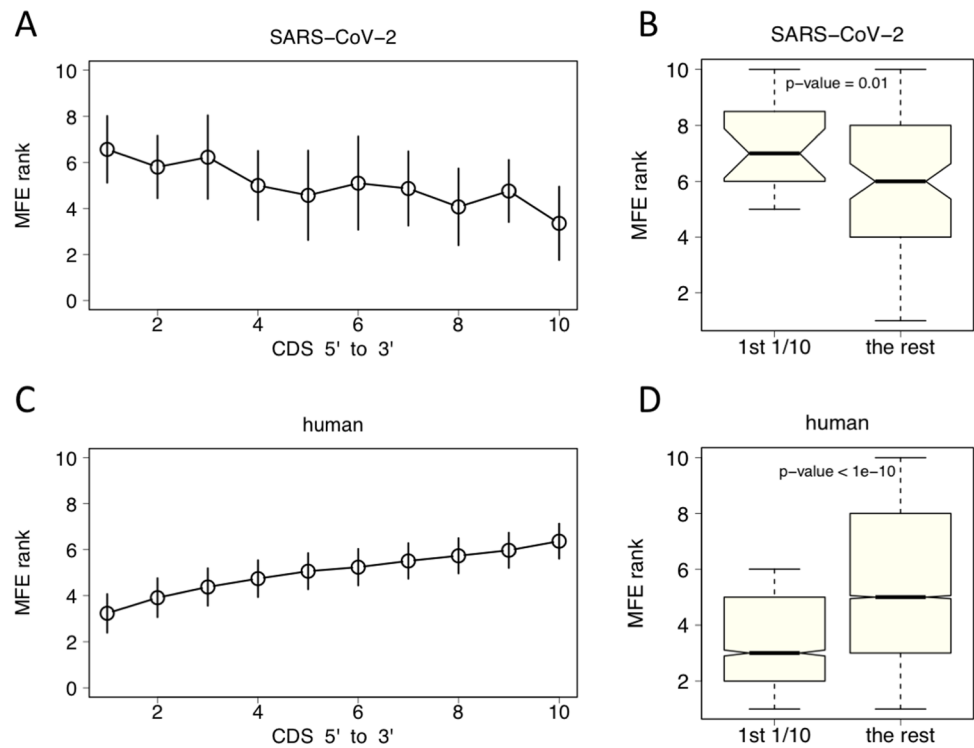 A
SARS−CoV−2
MFE rank
10
8
6
4
2
0
2 4 6 8 10
CDS 5' to 3'
B
SARS−CoV−2
MFE rank
10
8
6
4
2
p−value = 0.01
1st 1/10 the rest
C
human
MFE rank
10
8
6
4
2
0
2 4 6 8 10
CDS 5' to 3'
D
human
MFE rank
10
8
6
4
2
p−value < 1e−10
1st 1/10 the rest